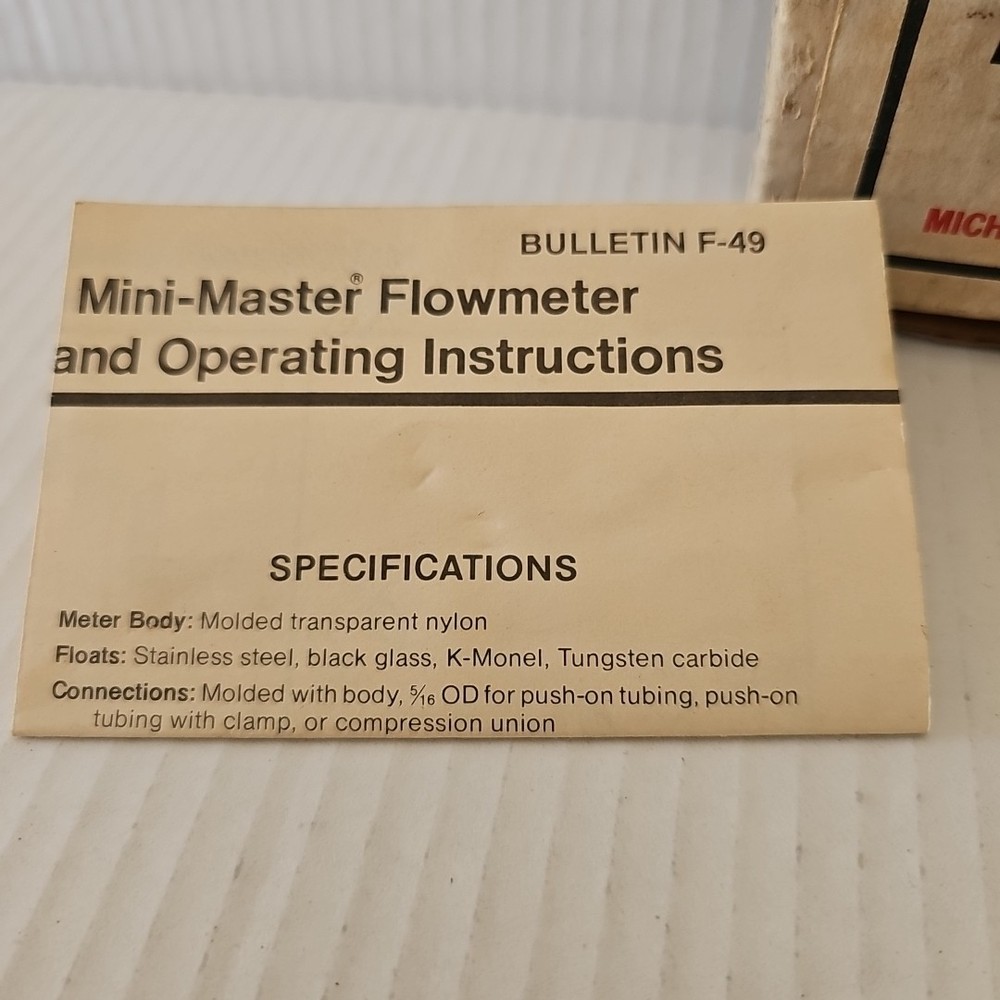 BULLETIN F-49
Mini-Master® Flowmeter
and Operating Instructions
SPECIFICATIONS
Meter Body: Molded transparent nylon
Floats: Stainless steel, black glass, K-Monel, Tungsten carbide
Connections: Molded with body, 5/16 OD for push-on tubing, push-on
tubing with clamp, or compression union
MICH